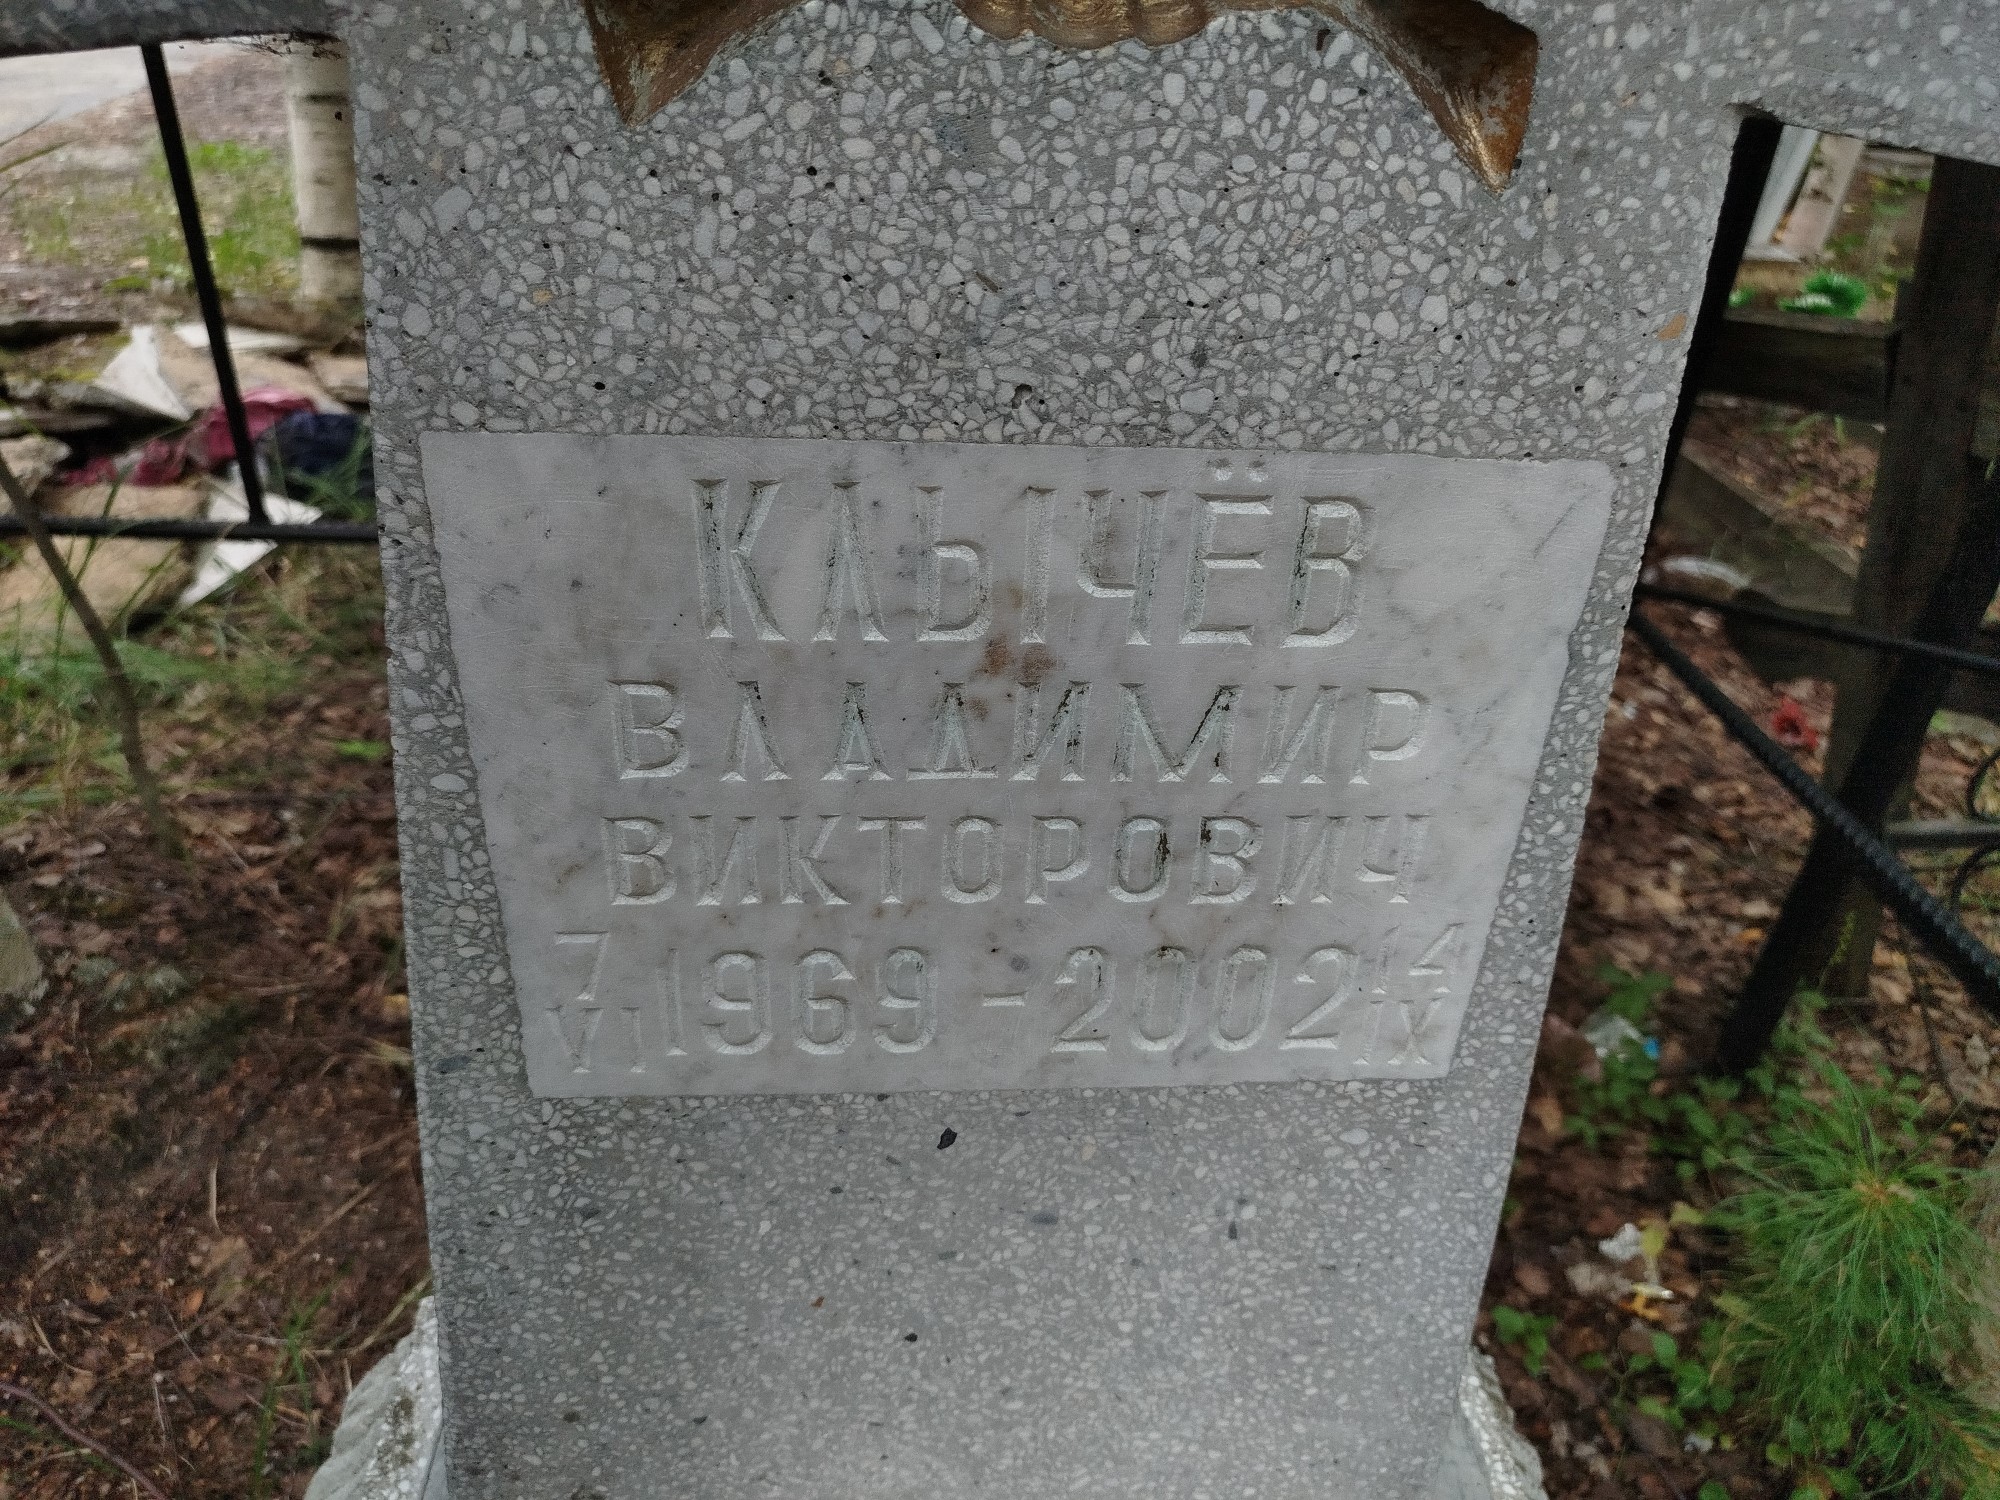 КЛЫЧЁВ
ВЛАДИМИР
ВИКТОРОВИЧ
7 VI 1969 - 2002 14 IX